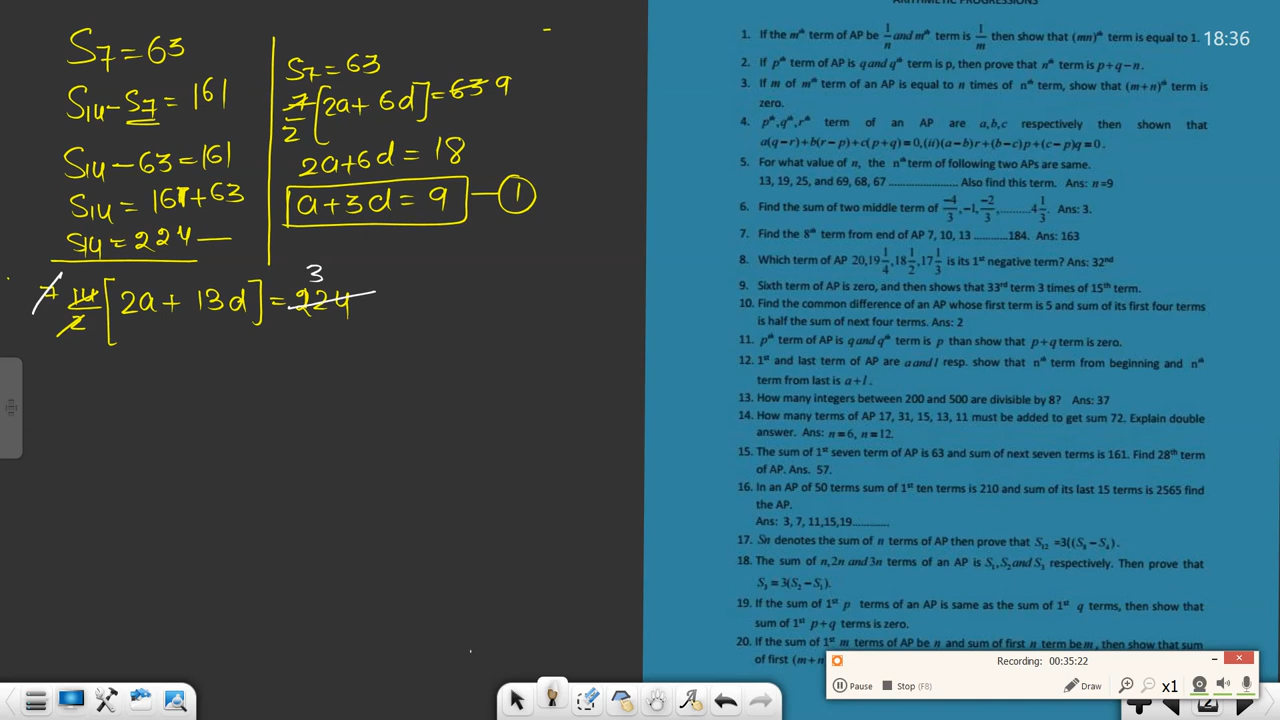 S7 = 63
S14 - S7 = 161
S14 - 63 = 161
S14 = 161 + 63
S14 = 224 —
7 14/2 [2a + 13d] = 224 3
S7 = 63
7/2 [2a + 6d] = 63 9
2a + 6d = 18
a + 3d = 9 — 1
ARITHMETIC PROGRESSIONS
18:36
1. If the mᵗʰ term of AP be 1/n and mᵗʰ term is 1/m then show that (mn)ᵗʰ term is equal to 1.
2. If pᵗʰ term of AP is q and qᵗʰ term is p, then prove that nᵗʰ term is p+q−n.
3. If m of mᵗʰ term of an AP is equal to n times of nᵗʰ term, show that (m+n)ᵗʰ term is
zero.
4. pᵗʰ,qᵗʰ,rᵗʰ term of an AP are a,b,c respectively then shown that
a(q−r)+b(r−p)+c(p+q)=0,(ii)(a−b)r+(b−c)p+(c−p)q=0.
5. For what value of n, the nᵗʰ term of following two APs are same.
13, 19, 25, and 69, 68, 67 ........................ Also find this term. Ans: n=9
6. Find the sum of two middle term of −4/3,−1,−2/3,..........4 1/3. Ans: 3.
7. Find the 8ᵗʰ term from end of AP 7, 10, 13 ............184. Ans: 163
8. Which term of AP 20,19 1/4,18 1/2,17 1/3 is its 1ˢᵗ negative term? Ans: 32ⁿᵈ
9. Sixth term of AP is zero, and then shows that 33ʳᵈ term 3 times of 15ᵗʰ term.
10. Find the common difference of an AP whose first term is 5 and sum of its first four terms
is half the sum of next four terms. Ans: 2
11. pᵗʰ term of AP is q and qᵗʰ term is p than show that p+q term is zero.
12. 1ˢᵗ and last term of AP are a and l resp. show that nᵗʰ term from beginning and nᵗʰ
term from last is a+l.
13. How many integers between 200 and 500 are divisible by 8? Ans: 37
14. How many terms of AP 17, 31, 15, 13, 11 must be added to get sum 72. Explain double
answer. Ans: n=6, n=12.
15. The sum of 1ˢᵗ seven term of AP is 63 and sum of next seven terms is 161. Find 28ᵗʰ term
of AP. Ans. 57.
16. In an AP of 50 terms sum of 1ˢᵗ ten terms is 210 and sum of its last 15 terms is 2565 find
the AP.
Ans: 3, 7, 11,15,19.............
17. Sn denotes the sum of n terms of AP then prove that S₁₂ =3((S₈−S₄).
18. The sum of n,2n and 3n terms of an AP is S₁,S₂ and S₃ respectively. Then prove that
S₃=3(S₂−S₁).
19. If the sum of 1ˢᵗ p terms of an AP is same as the sum of 1ˢᵗ q terms, then show that
sum of 1ˢᵗ p+q terms is zero.
20. If the sum of 1ˢᵗ m terms of AP be n and sum of first n term be m, then show that sum
of first (m+n
Recording: 00:35:22
Pause Stop (F8) Draw x1
2